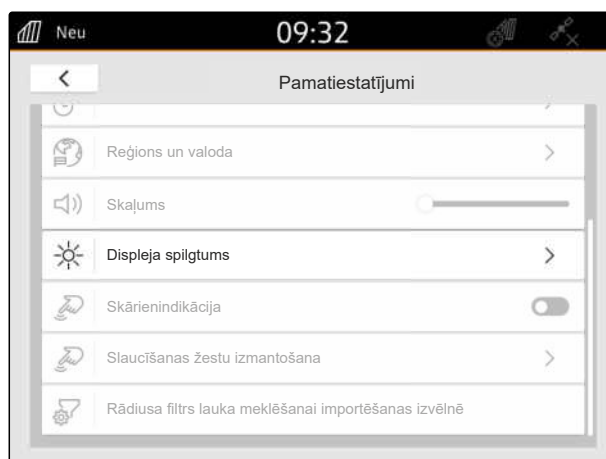 Neu
09:32
Pamatiestatījumi
Reģions un valoda
Skaļums
Displeja spilgtums
Skārienindikācija
Slaucīšanas žestu izmantošana
Rādiusa filtrs lauka meklēšanai importēšanas izvēlnē